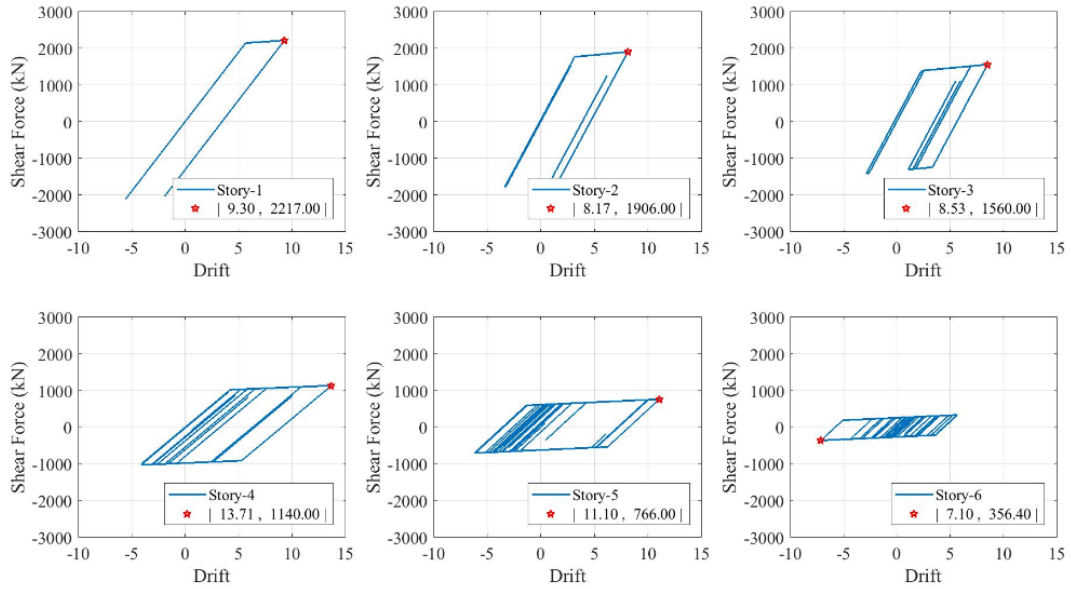 3000
2000
1000
0
-1000
-2000
-3000
Shear Force (kN)
Story-1
| 9.30 , 2217.00 |
-10 -5 0 5 10 15
Drift
3000
2000
1000
0
-1000
-2000
-3000
Shear Force (kN)
Story-2
| 8.17 , 1906.00 |
-10 -5 0 5 10 15
Drift
3000
2000
1000
0
-1000
-2000
-3000
Shear Force (kN)
Story-3
| 8.53 , 1560.00 |
-10 -5 0 5 10 15
Drift
3000
2000
1000
0
-1000
-2000
-3000
Shear Force (kN)
Story-4
| 13.71 , 1140.00 |
-10 -5 0 5 10 15
Drift
3000
2000
1000
0
-1000
-2000
-3000
Shear Force (kN)
Story-5
| 11.10 , 766.00 |
-10 -5 0 5 10 15
Drift
3000
2000
1000
0
-1000
-2000
-3000
Shear Force (kN)
Story-6
| 7.10 , 356.40 |
-10 -5 0 5 10 15
Drift